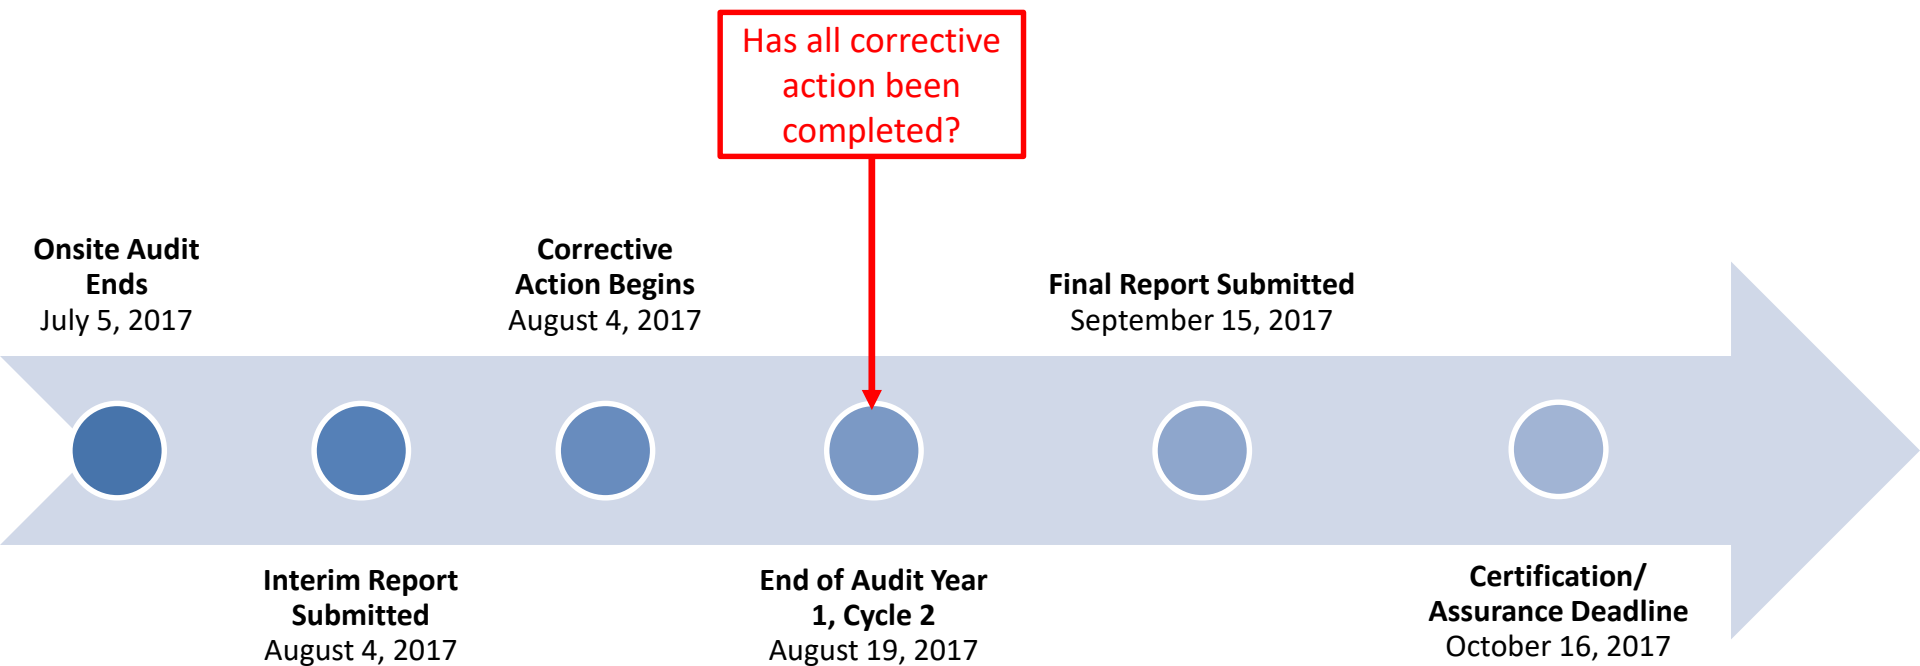 Has all corrective
action been
completed?
Onsite Audit
Ends
July 5, 2017
Interim Report
Submitted
August 4, 2017
Corrective
Action Begins
August 4, 2017
End of Audit Year
1, Cycle 2
August 19, 2017
Final Report Submitted
September 15, 2017
Certification/
Assurance Deadline
October 16, 2017